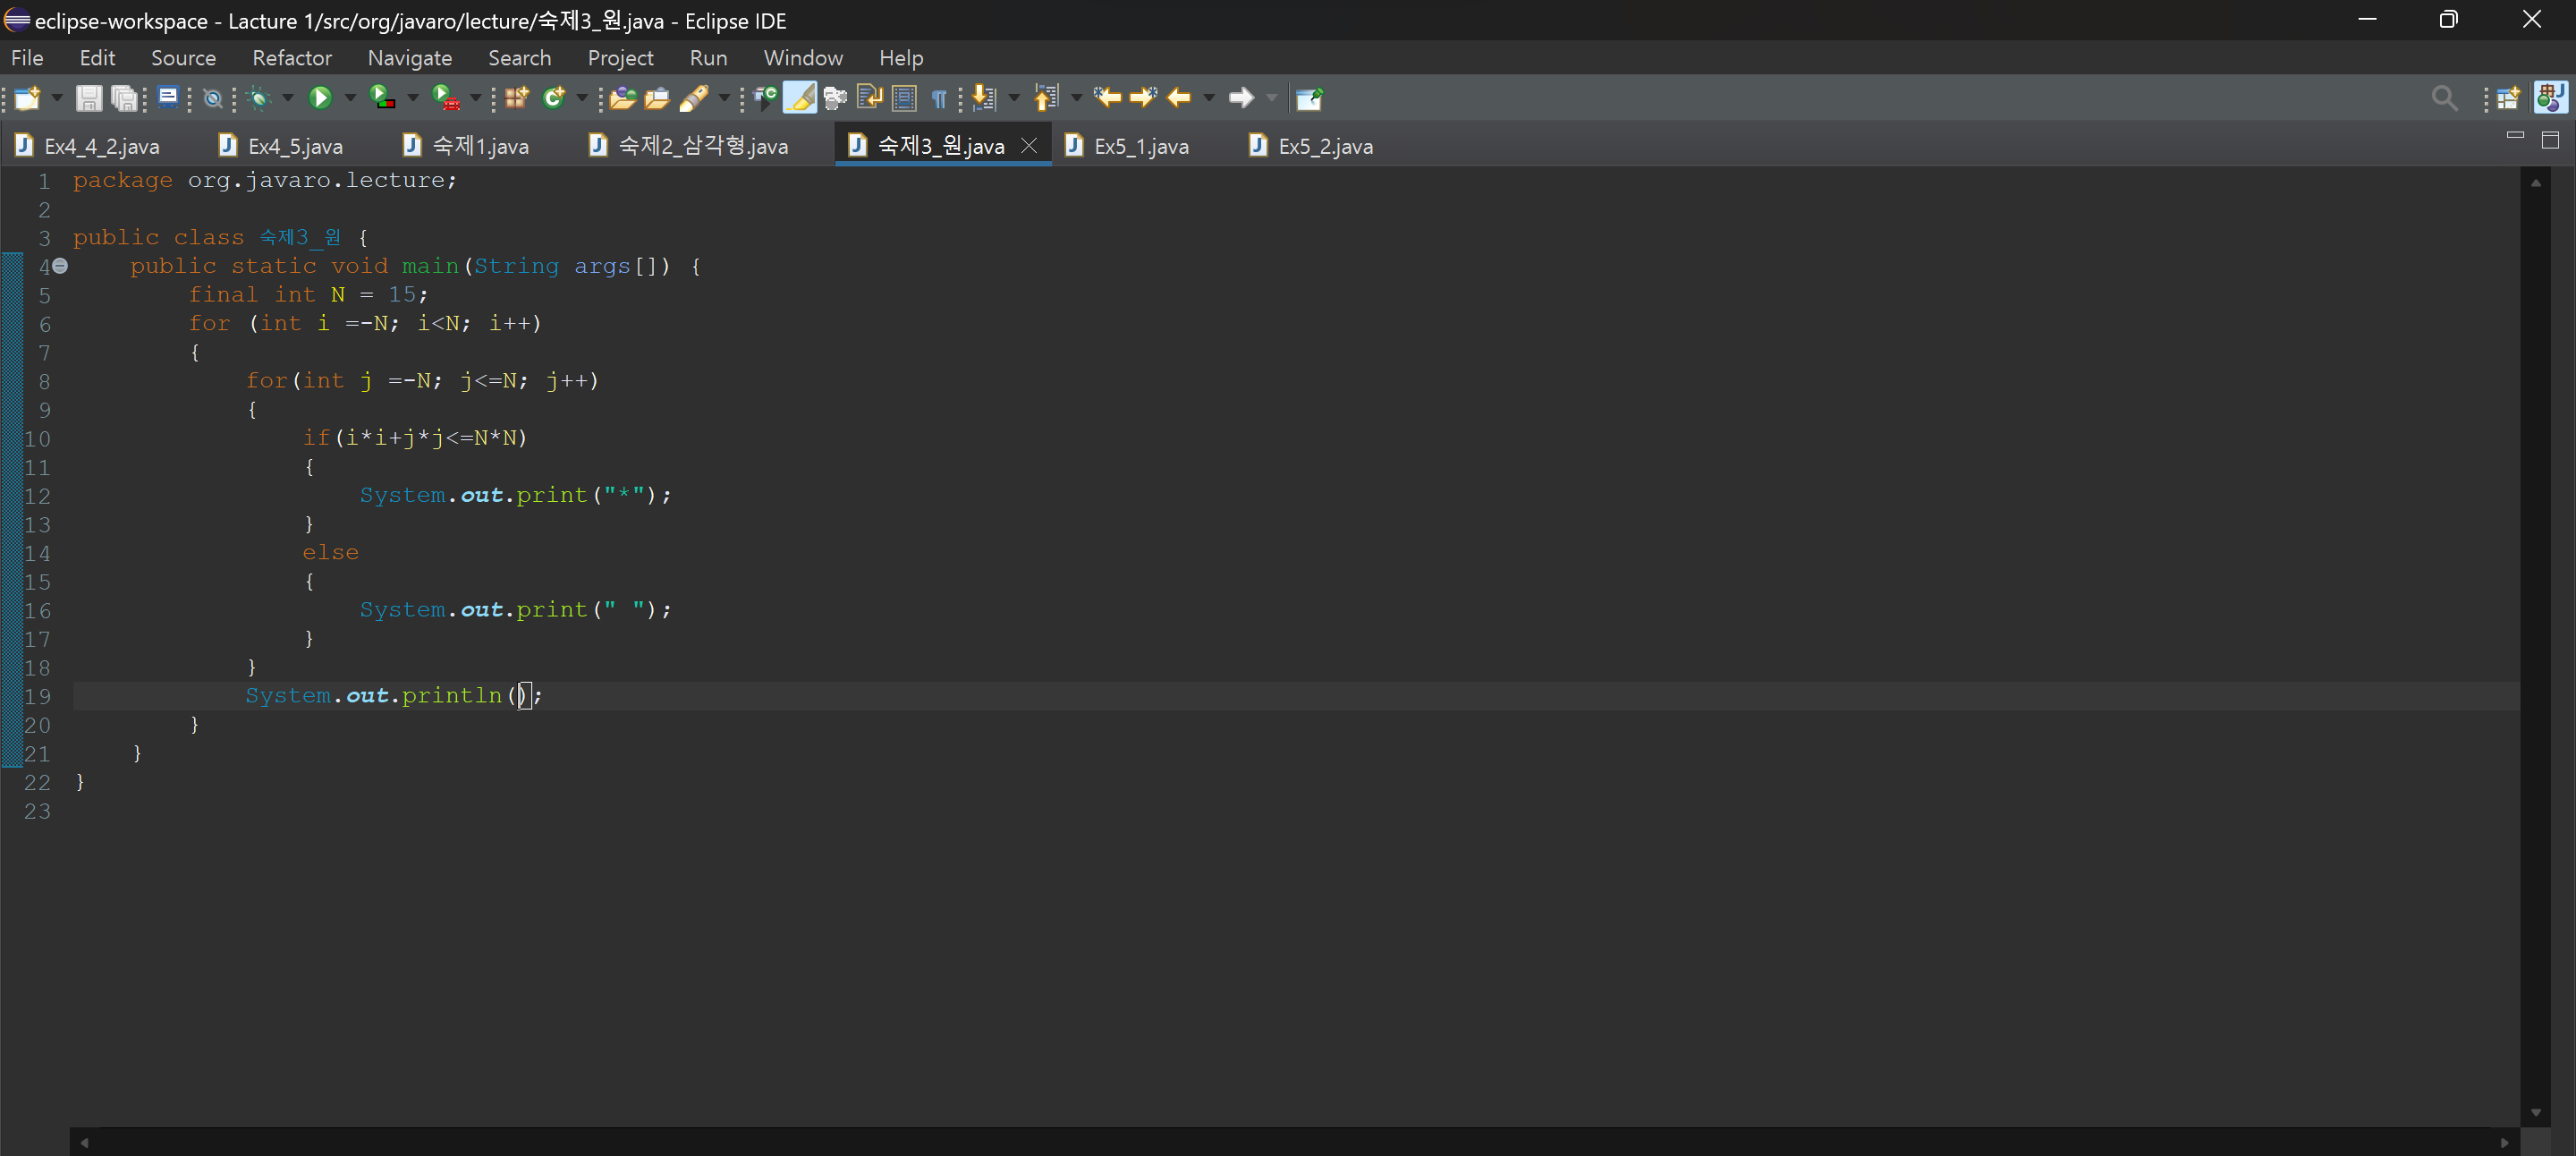 eclipse-workspace - Lacture 1/src/org/javaro/lecture/숙제3_원.java - Eclipse IDE
File Edit Source Refactor Navigate Search Project Run Window Help
Ex4_4_2.java Ex4_5.java 숙제1.java 숙제2_삼각형.java 숙제3_원.java Ex5_1.java Ex5_2.java
1 package org.javaro.lecture;
2
3 public class 숙제3_원 {
4 public static void main(String args[]) {
5 final int N = 15;
6 for (int i =-N; i<N; i++)
7 {
8 for(int j =-N; j<=N; j++)
9 {
10 if(i*i+j*j<=N*N)
11 {
12 System.out.print("*");
13 }
14 else
15 {
16 System.out.print(" ");
17 }
18 }
19 System.out.println();
20 }
21 }
22 }
23